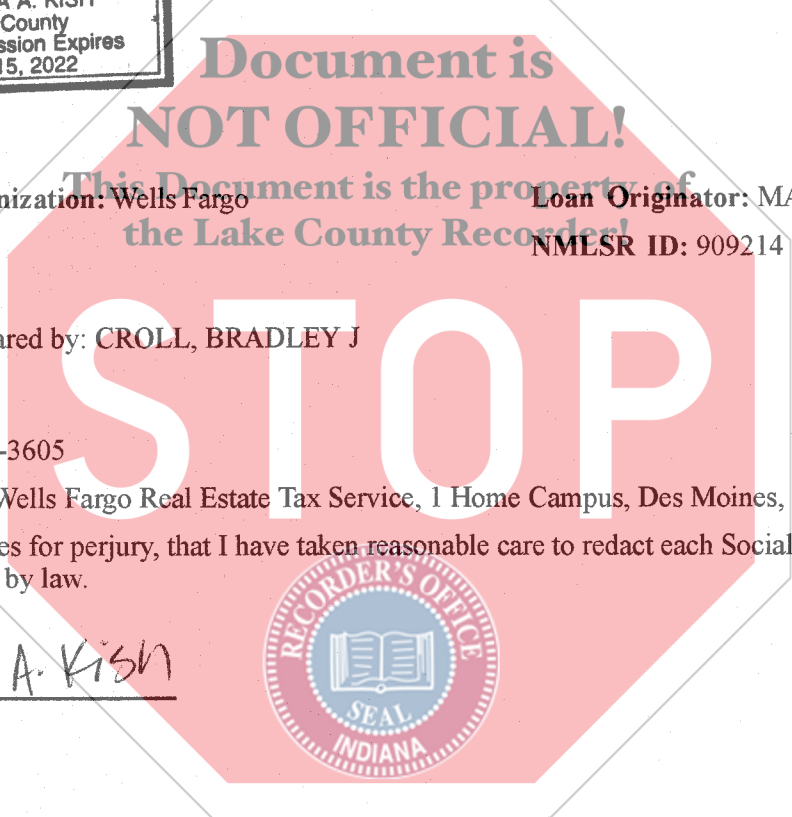 A A. KISH
County
ssion Expires
15, 2022
Document is
NOT OFFICIAL!
This Document is the property of
the Lake County Recorder!
nization: Wells Fargo
Loan Originator: MA
NMLSR ID: 909214
ared by: CROLL, BRADLEY J
STOP
-3605
Wells Fargo Real Estate Tax Service, 1 Home Campus, Des Moines,
es for perjury, that I have taken reasonable care to redact each Social
by law.
A. Kish
RECORDER'S OFFICE
SEAL
INDIANA